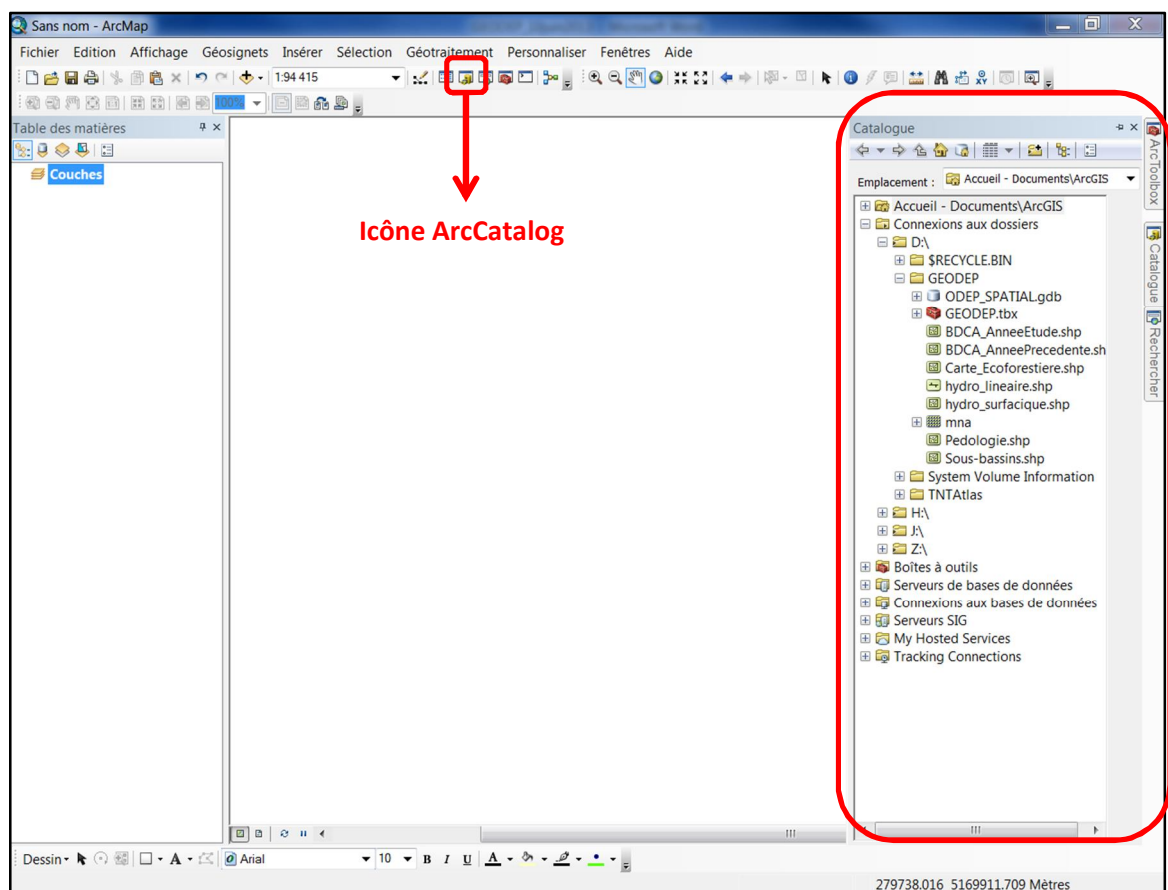 Sans nom - ArcMap
Fichier Edition Affichage Géosignets Insérer Sélection Géotraitement Personnaliser Fenêtres Aide
1:94 415
100%
Table des matières
Couches
Icône ArcCatalog
Catalogue
Emplacement : Accueil - Documents\ArcGIS
Accueil - Documents\ArcGIS
Connexions aux dossiers
D:\
$RECYCLE.BIN
GEODEP
ODEP_SPATIAL.gdb
GEODEP.tbx
BDCA_AnneeEtude.shp
BDCA_AnneePrecedente.sh
Carte_Ecoforestiere.shp
hydro_lineaire.shp
hydro_surfacique.shp
mna
Pedologie.shp
Sous-bassins.shp
System Volume Information
TNTAtlas
H:\
J:\
Z:\
Boîtes à outils
Serveurs de bases de données
Connexions aux bases de données
Serveurs SIG
My Hosted Services
Tracking Connections
ArcToolbox
Catalogue
Rechercher
Dessin Arial 10 B I U A
279738.016 5169911.709 Mètres